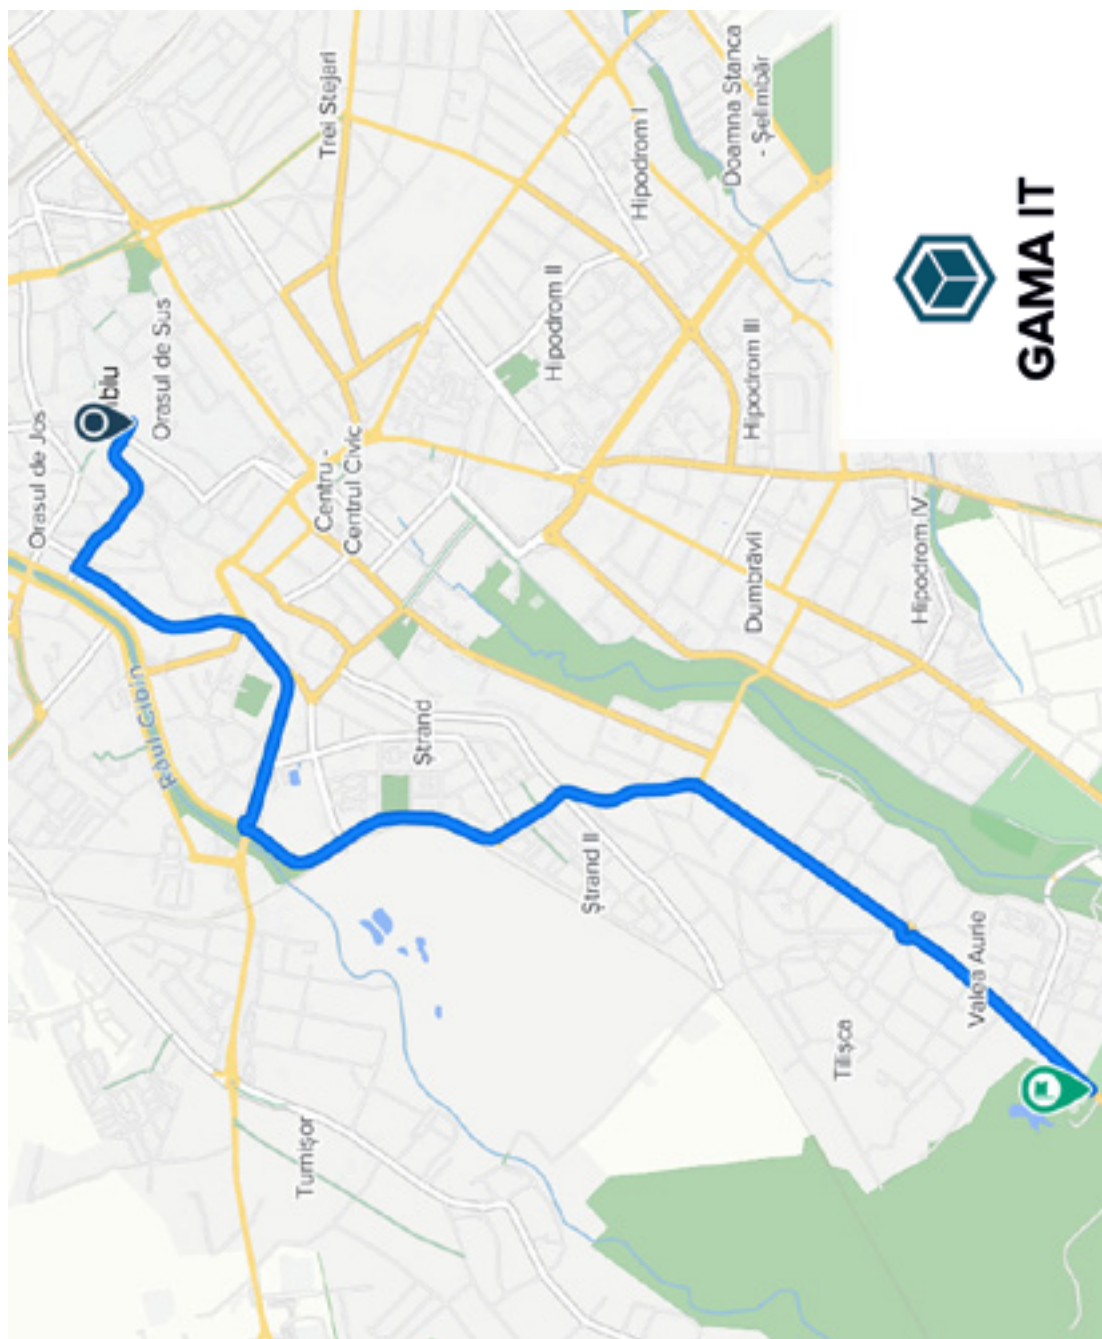 Trei Stejari
Doamna Stanca
- Șelimbăr
Hipodrom I
Orasul de Jos
Orasul de Sus
Hipodrom II
Hipodrom III
GAMA IT
Centru -
Centrul Civic
Dumbrăvii
Hipodrom IV
Râul Cibin
Ștrand
Ștrand II
Valea Aurie
Tilișca
Turnișor